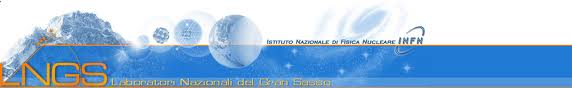 ISTITUTO NAZIONALE DI FISICA NUCLEARE INFN
LNGS Laboratori Nazionali del Gran Sasso